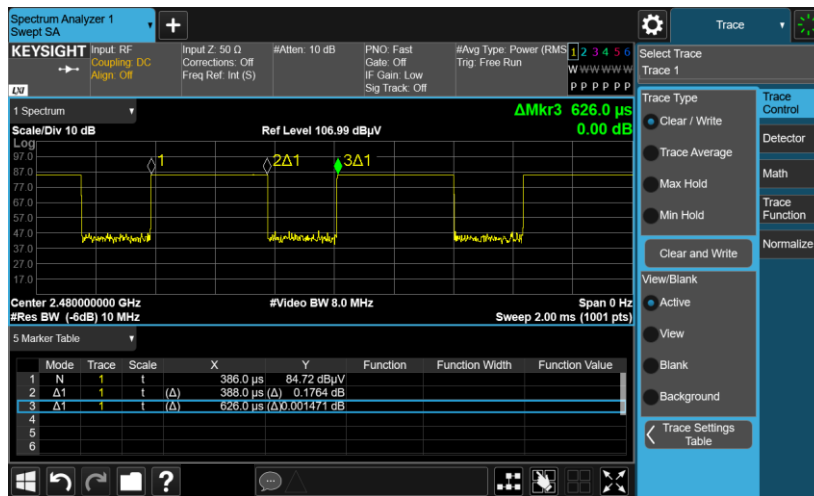 Spectrum Analyzer 1
Swept SA
Trace
KEYSIGHT
LXI
Input: RF
Coupling: DC
Align: Off
Input Z: 50 Ω
Corrections: Off
Freq Ref: Int (S)
#Atten: 10 dB
PNO: Fast
Gate: Off
IF Gain: Low
Sig Track: Off
#Avg Type: Power (RMS
Trig: Free Run
1 2 3 4 5 6
W W W W W W
P P P P P P
Select Trace
Trace 1
1 Spectrum
ΔMkr3 626.0 µs
0.00 dB
Scale/Div 10 dB
Ref Level 106.99 dBµV
Log
97.0
87.0
77.0
67.0
57.0
47.0
37.0
27.0
17.0
1
2Δ1
3Δ1
Center 2.480000000 GHz
#Res BW (-6dB) 10 MHz
#Video BW 8.0 MHz
Span 0 Hz
Sweep 2.00 ms (1001 pts)
5 Marker Table
Mode Trace Scale X Y Function Function Width Function Value
1 N 1 t 386.0 µs 84.72 dBµV
2 Δ1 1 t (Δ) 388.0 µs (Δ) 0.1764 dB
3 Δ1 1 t (Δ) 626.0 µs (Δ)0.001471 dB
4
5
6
Trace Type
Clear / Write
Trace Average
Max Hold
Min Hold
Clear and Write
View/Blank
Active
View
Blank
Background
Trace Settings
Table
Trace
Control
Detector
Math
Trace
Function
Normalize
?